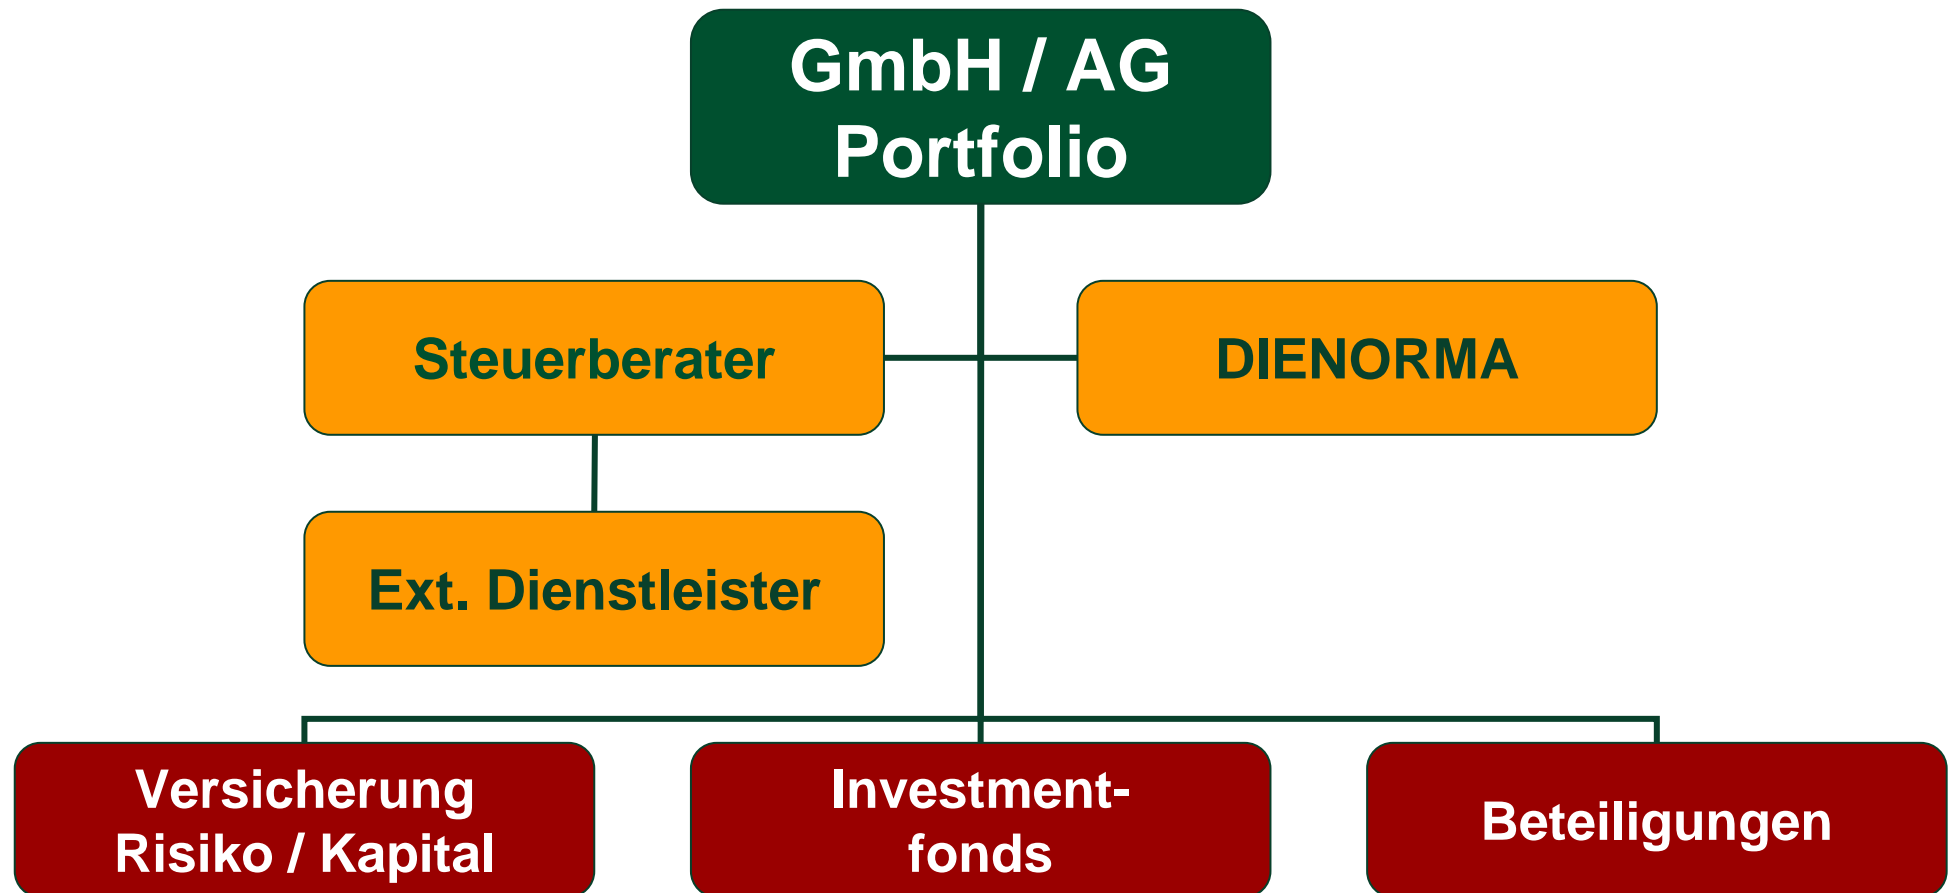 GmbH / AG
Portfolio
Steuerberater
DIENORMA
Ext. Dienstleister
Versicherung
Risiko / Kapital
Investment-
fonds
Beteiligungen